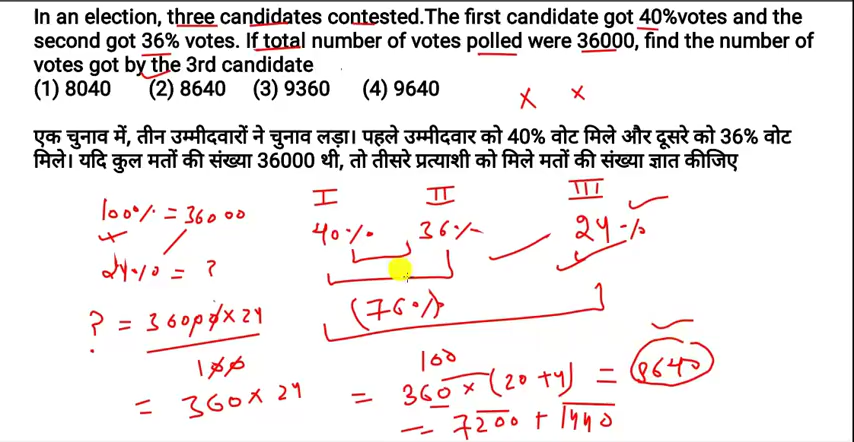 In an election, three candidates contested.The first candidate got 40%votes and the
second got 36% votes. If total number of votes polled were 36000, find the number of
votes got by the 3rd candidate
(1) 8040 (2) 8640 (3) 9360 (4) 9640
x x
एक चुनाव में, तीन उम्मीदवारों ने चुनाव लड़ा। पहले उम्मीदवार को 40% वोट मिले और दूसरे को 36% वोट
मिले। यदि कुल मतों की संख्या 36000 थी, तो तीसरे प्रत्याशी को मिले मतों की संख्या ज्ञात कीजिए
I II III
100% = 36000
40% 36% 24%
24% = ?
(76%)
? = 36000 x 24
100
100
= 360 x 24
= 360 x (20 + 4) = 8640
= 7200 + 1440